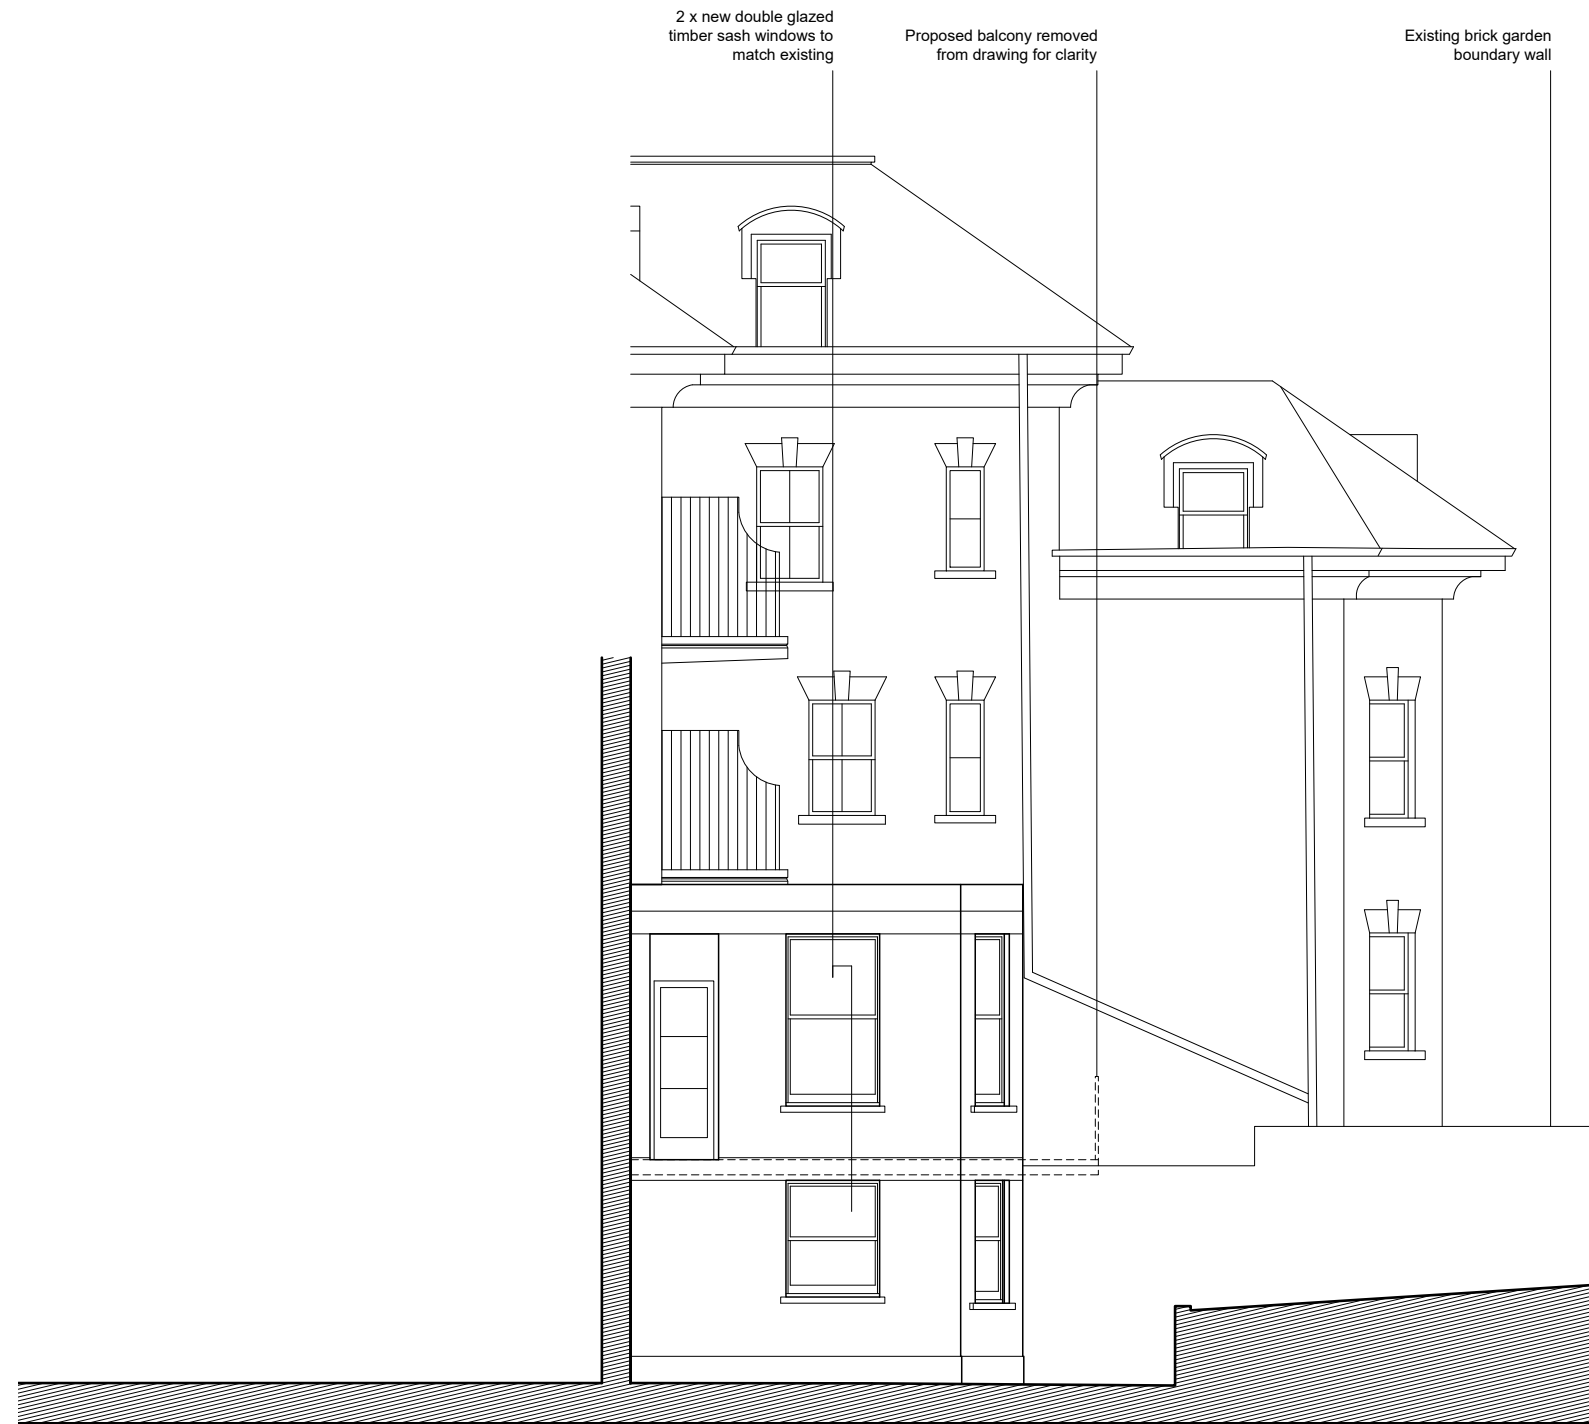 2 x new double glazed
timber sash windows to
match existing
Proposed balcony removed
from drawing for clarity
Existing brick garden
boundary wall